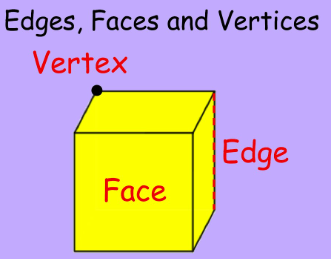 Edges, Faces and Vertices
Vertex
Edge
Face